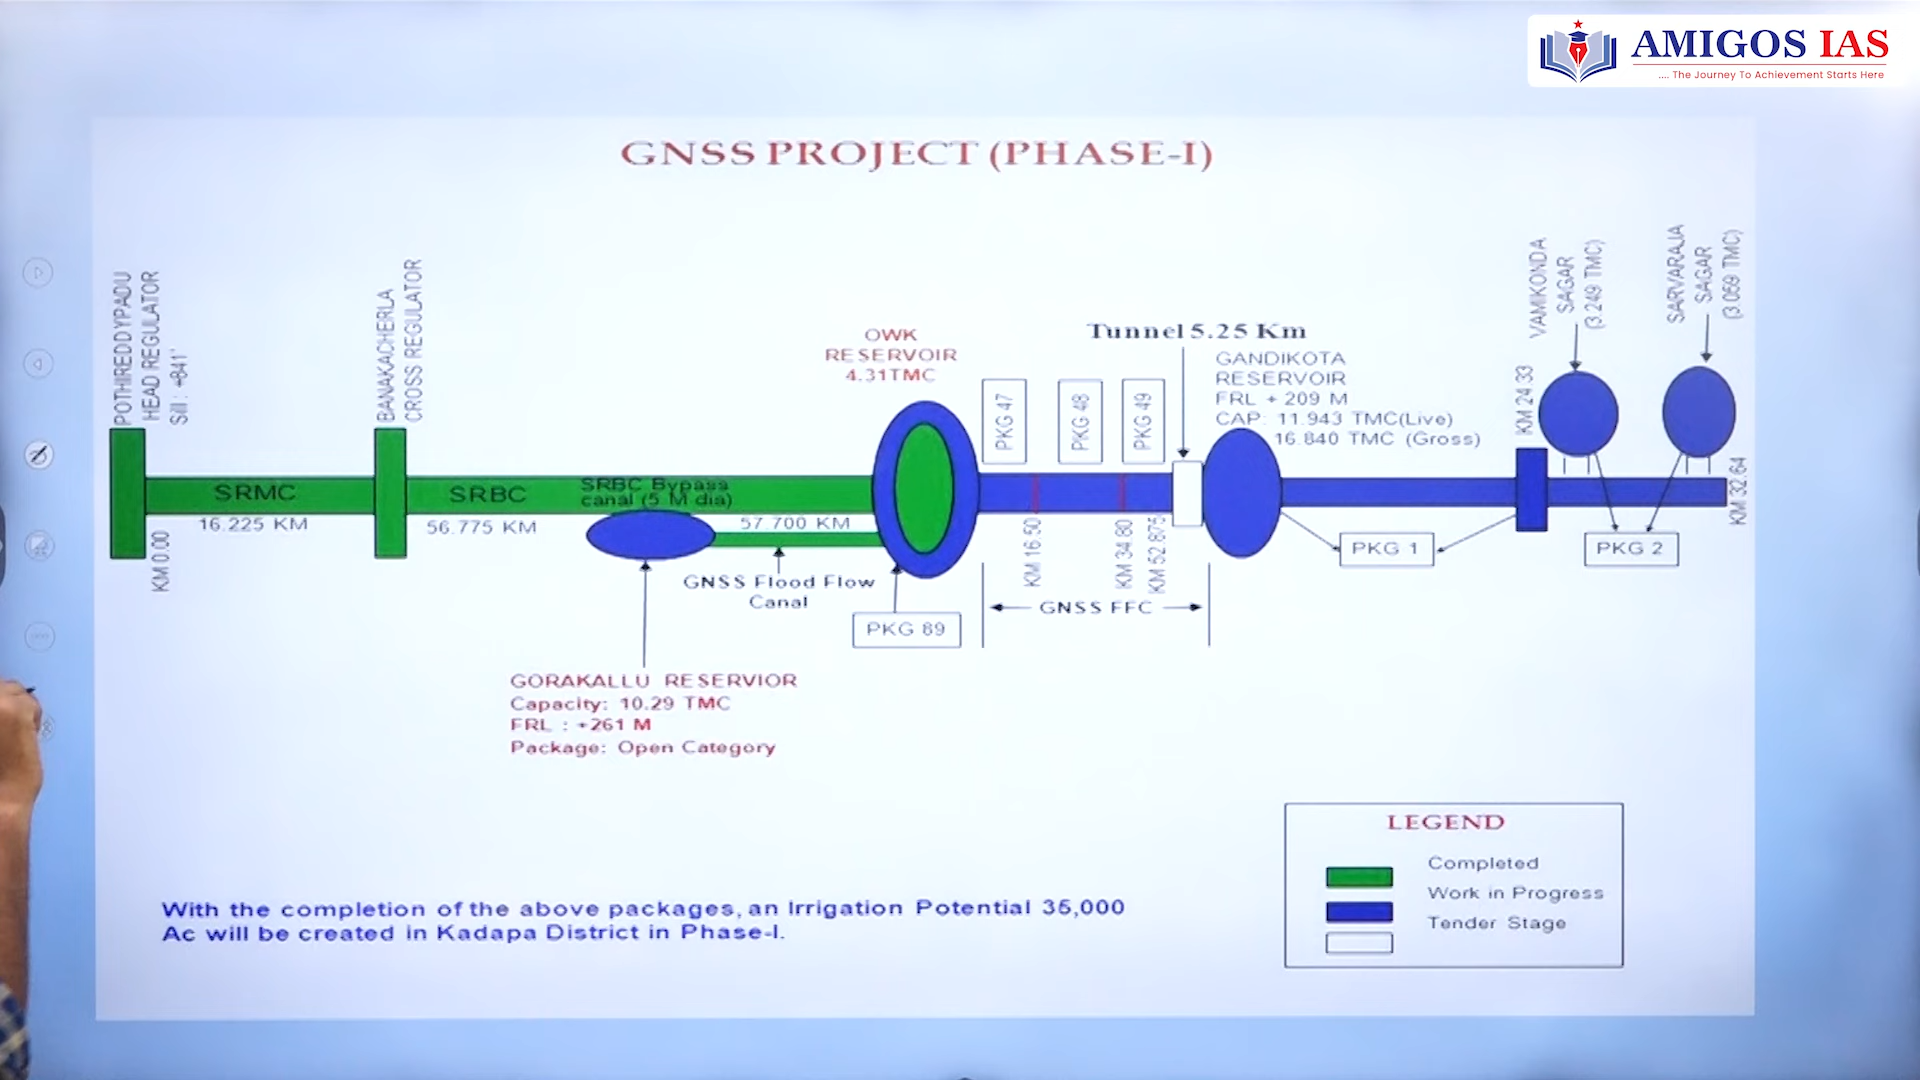 AMIGOS IAS
.... The Journey To Achievement Starts Here
GNSS PROJECT (PHASE-I)
POTHIREDDYPADU
HEAD REGULATOR
Sill : +841'
BANAKACHERLA
CROSS REGULATOR
OWK
RESERVOIR
4.31TMC
PKG 47
PKG 48
PKG 49
Tunnel 5.25 Km
GANDIKOTA
RESERVOIR
FRL + 209 M
CAP: 11.943 TMC(Live)
16.840 TMC (Gross)
KM 24.33
VAMIKONDA
SAGAR
(3.249 TMC)
SARVARAJA
SAGAR
(3.059 TMC)
SRMC
16.225 KM
KM 0.00
SRBC
56.775 KM
SRBC Bypass
canal (5 M dia)
57.700 KM
GNSS Flood Flow
Canal
PKG 89
KM 16.50
KM 34.80
KM 52.875
GNSS FFC
PKG 1
PKG 2
KM 32.64
GORAKALLU RESERVIOR
Capacity: 10.29 TMC
FRL : +261 M
Package: Open Category
LEGEND
Completed
Work in Progress
Tender Stage
With the completion of the above packages, an Irrigation Potential 35,000
Ac will be created in Kadapa District in Phase-I.